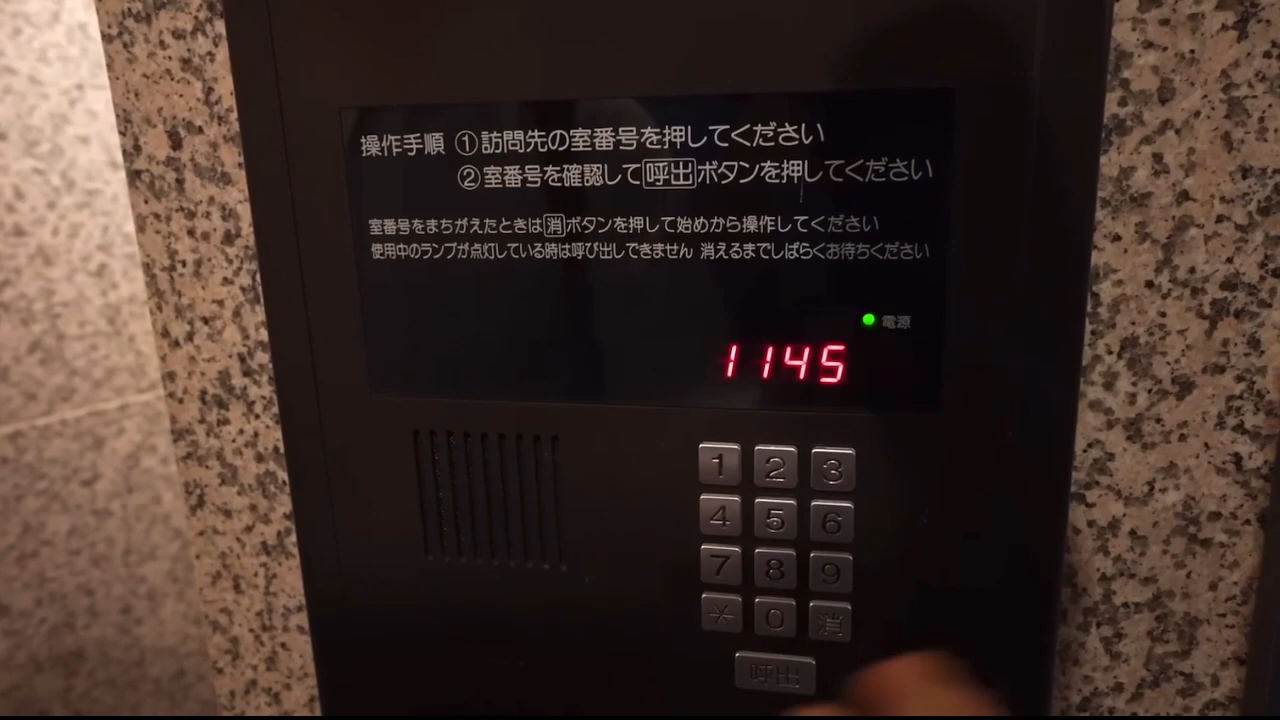 操作手順 ①訪問先の室番号を押してください
②室番号を確認して呼出ボタンを押してください
室番号をまちがえたときは消ボタンを押して始めから操作してください
使用中のランプが点灯している時は呼び出しできません 消えるまでしばらくお待ちください
電源
1145
1 2 3
4 5 6
7 8 9
＊ 0 消
呼出